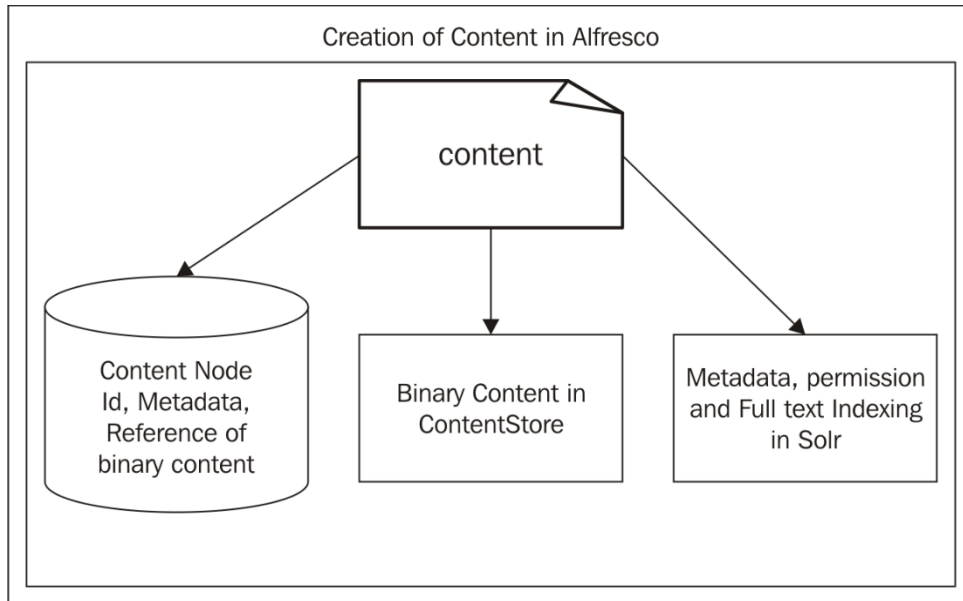 Creation of Content in Alfresco
content
Content Node
Id, Metadata,
Reference of
binary content
Binary Content in
ContentStore
Metadata, permission
and Full text Indexing
in Solr